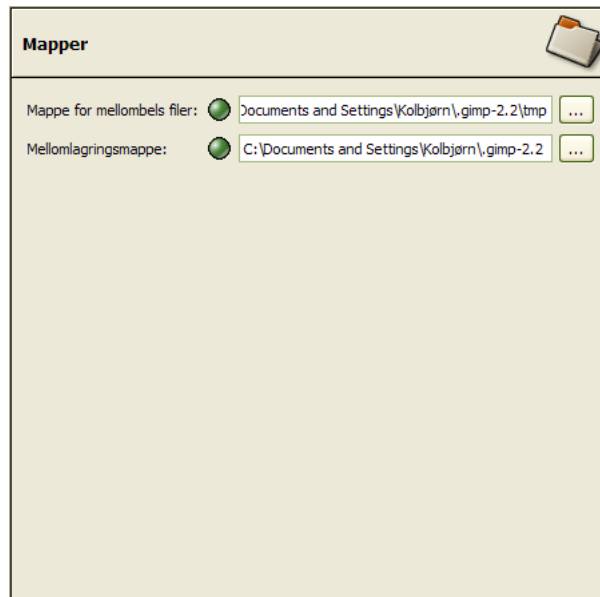 Mapper
Mappe for mellombels filer: Documents and Settings\Kolbjørn\.gimp-2.2\tmp ...
Mellomlagringsmappe: C:\Documents and Settings\Kolbjørn\.gimp-2.2 ...